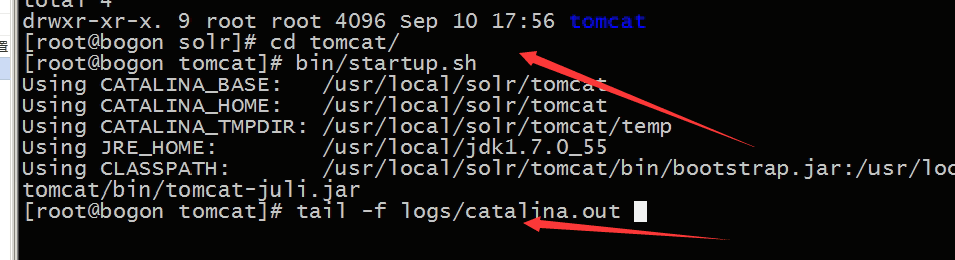 total 4
drwxr-xr-x. 9 root root 4096 Sep 10 17:56 tomcat
置
[root@bogon solr]# cd tomcat/
[root@bogon tomcat]# bin/startup.sh
Using CATALINA_BASE:   /usr/local/solr/tomcat
Using CATALINA_HOME:   /usr/local/solr/tomcat
Using CATALINA_TMPDIR: /usr/local/solr/tomcat/temp
Using JRE_HOME:        /usr/local/jdk1.7.0_55
Using CLASSPATH:       /usr/local/solr/tomcat/bin/bootstrap.jar:/usr/loc
tomcat/bin/tomcat-juli.jar
[root@bogon tomcat]# tail -f logs/catalina.out